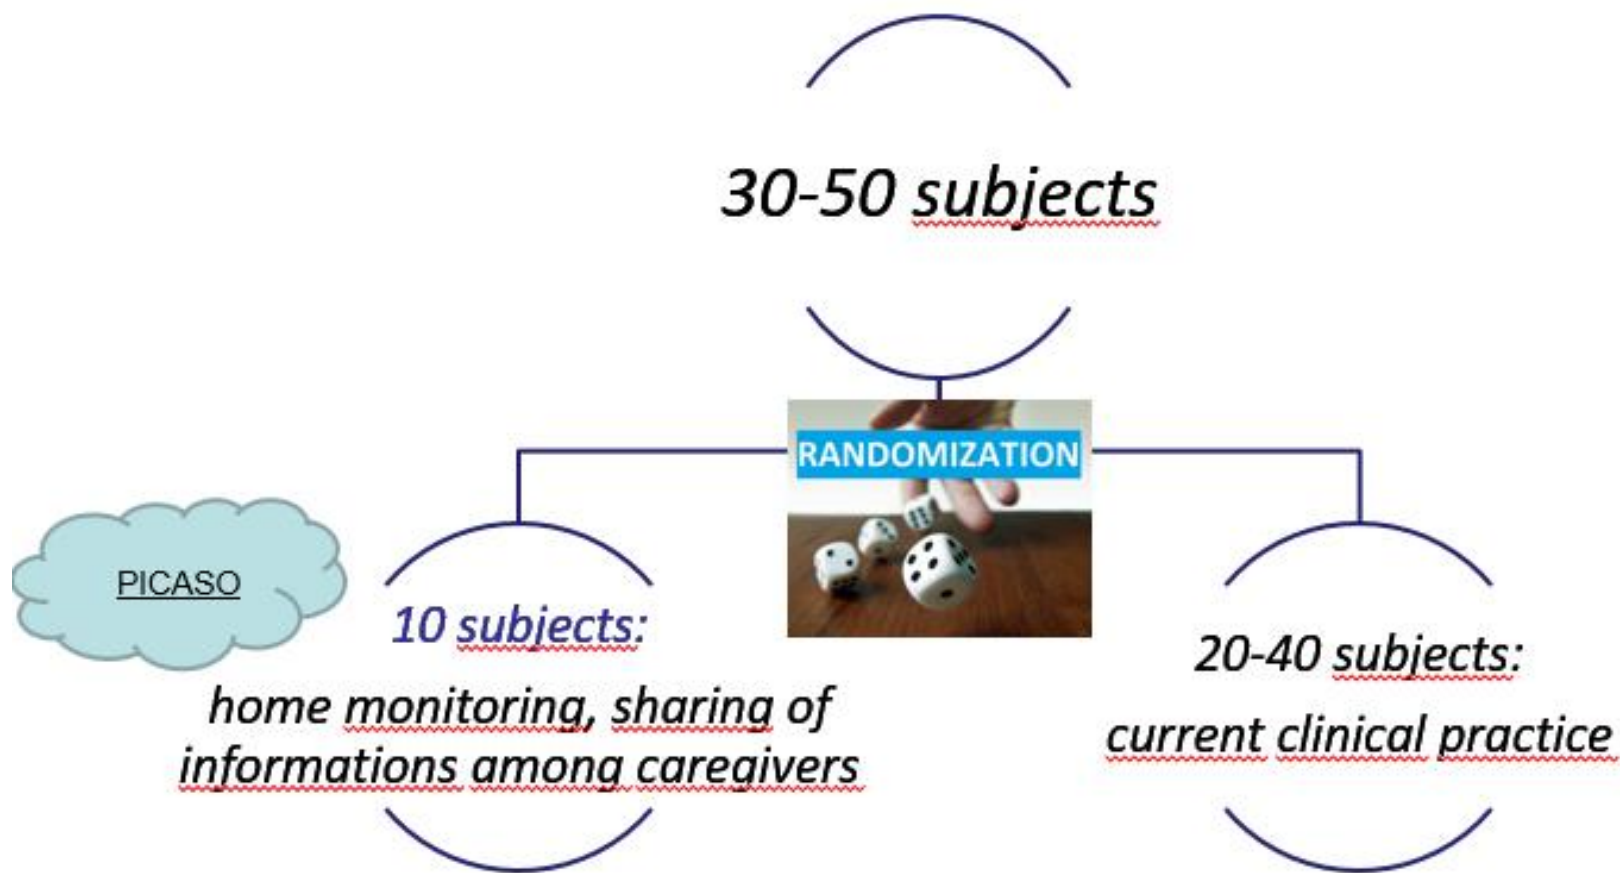 30-50 subjects
RANDOMIZATION
PICASO
10 subjects:
home monitoring, sharing of
informations among caregivers
20-40 subjects:
current clinical practice